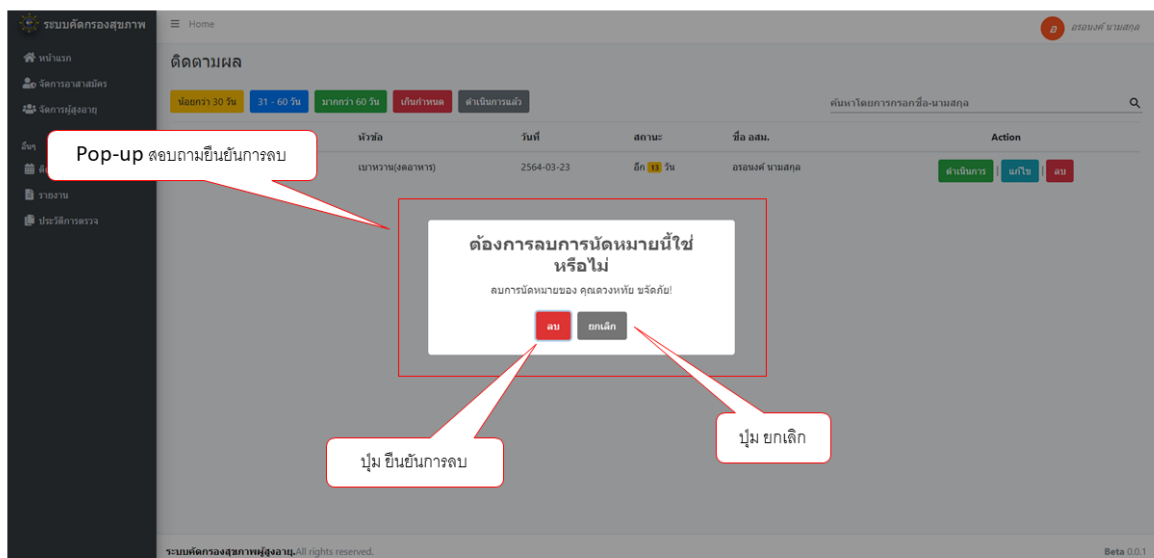 ระบบคัดกรองสุขภาพ
Home
อ
อรอนงค์ นามสกุล
หน้าแรก
จัดการอาสาสมัคร
จัดการผู้สูงอายุ
อื่นๆ
รายงาน
ประวัติการตรวจ
ติดตามผล
น้อยกว่า 30 วัน
31 - 60 วัน
มากกว่า 60 วัน
เกินกำหนด
ดำเนินการแล้ว
ค้นหาโดยการกรอกชื่อ-นามสกุล
หัวข้อ
วันที่
สถานะ
ชื่อ อสม.
Action
เบาหวาน(งดอาหาร)
2564-03-23
อีก 13 วัน
อรอนงค์ นามสกุล
ดำเนินการ | แก้ไข | ลบ
Pop-up สอบถามยืนยันการลบ
ต้องการลบการนัดหมายนี้ใช่
หรือไม่
ลบการนัดหมายของ คุณดวงหทัย ขจัดภัย!
ลบ
ยกเลิก
ปุ่ม ยกเลิก
ปุ่ม ยืนยันการลบ
ระบบคัดกรองสุขภาพผู้สูงอายุ.All rights reserved.
Beta 0.0.1